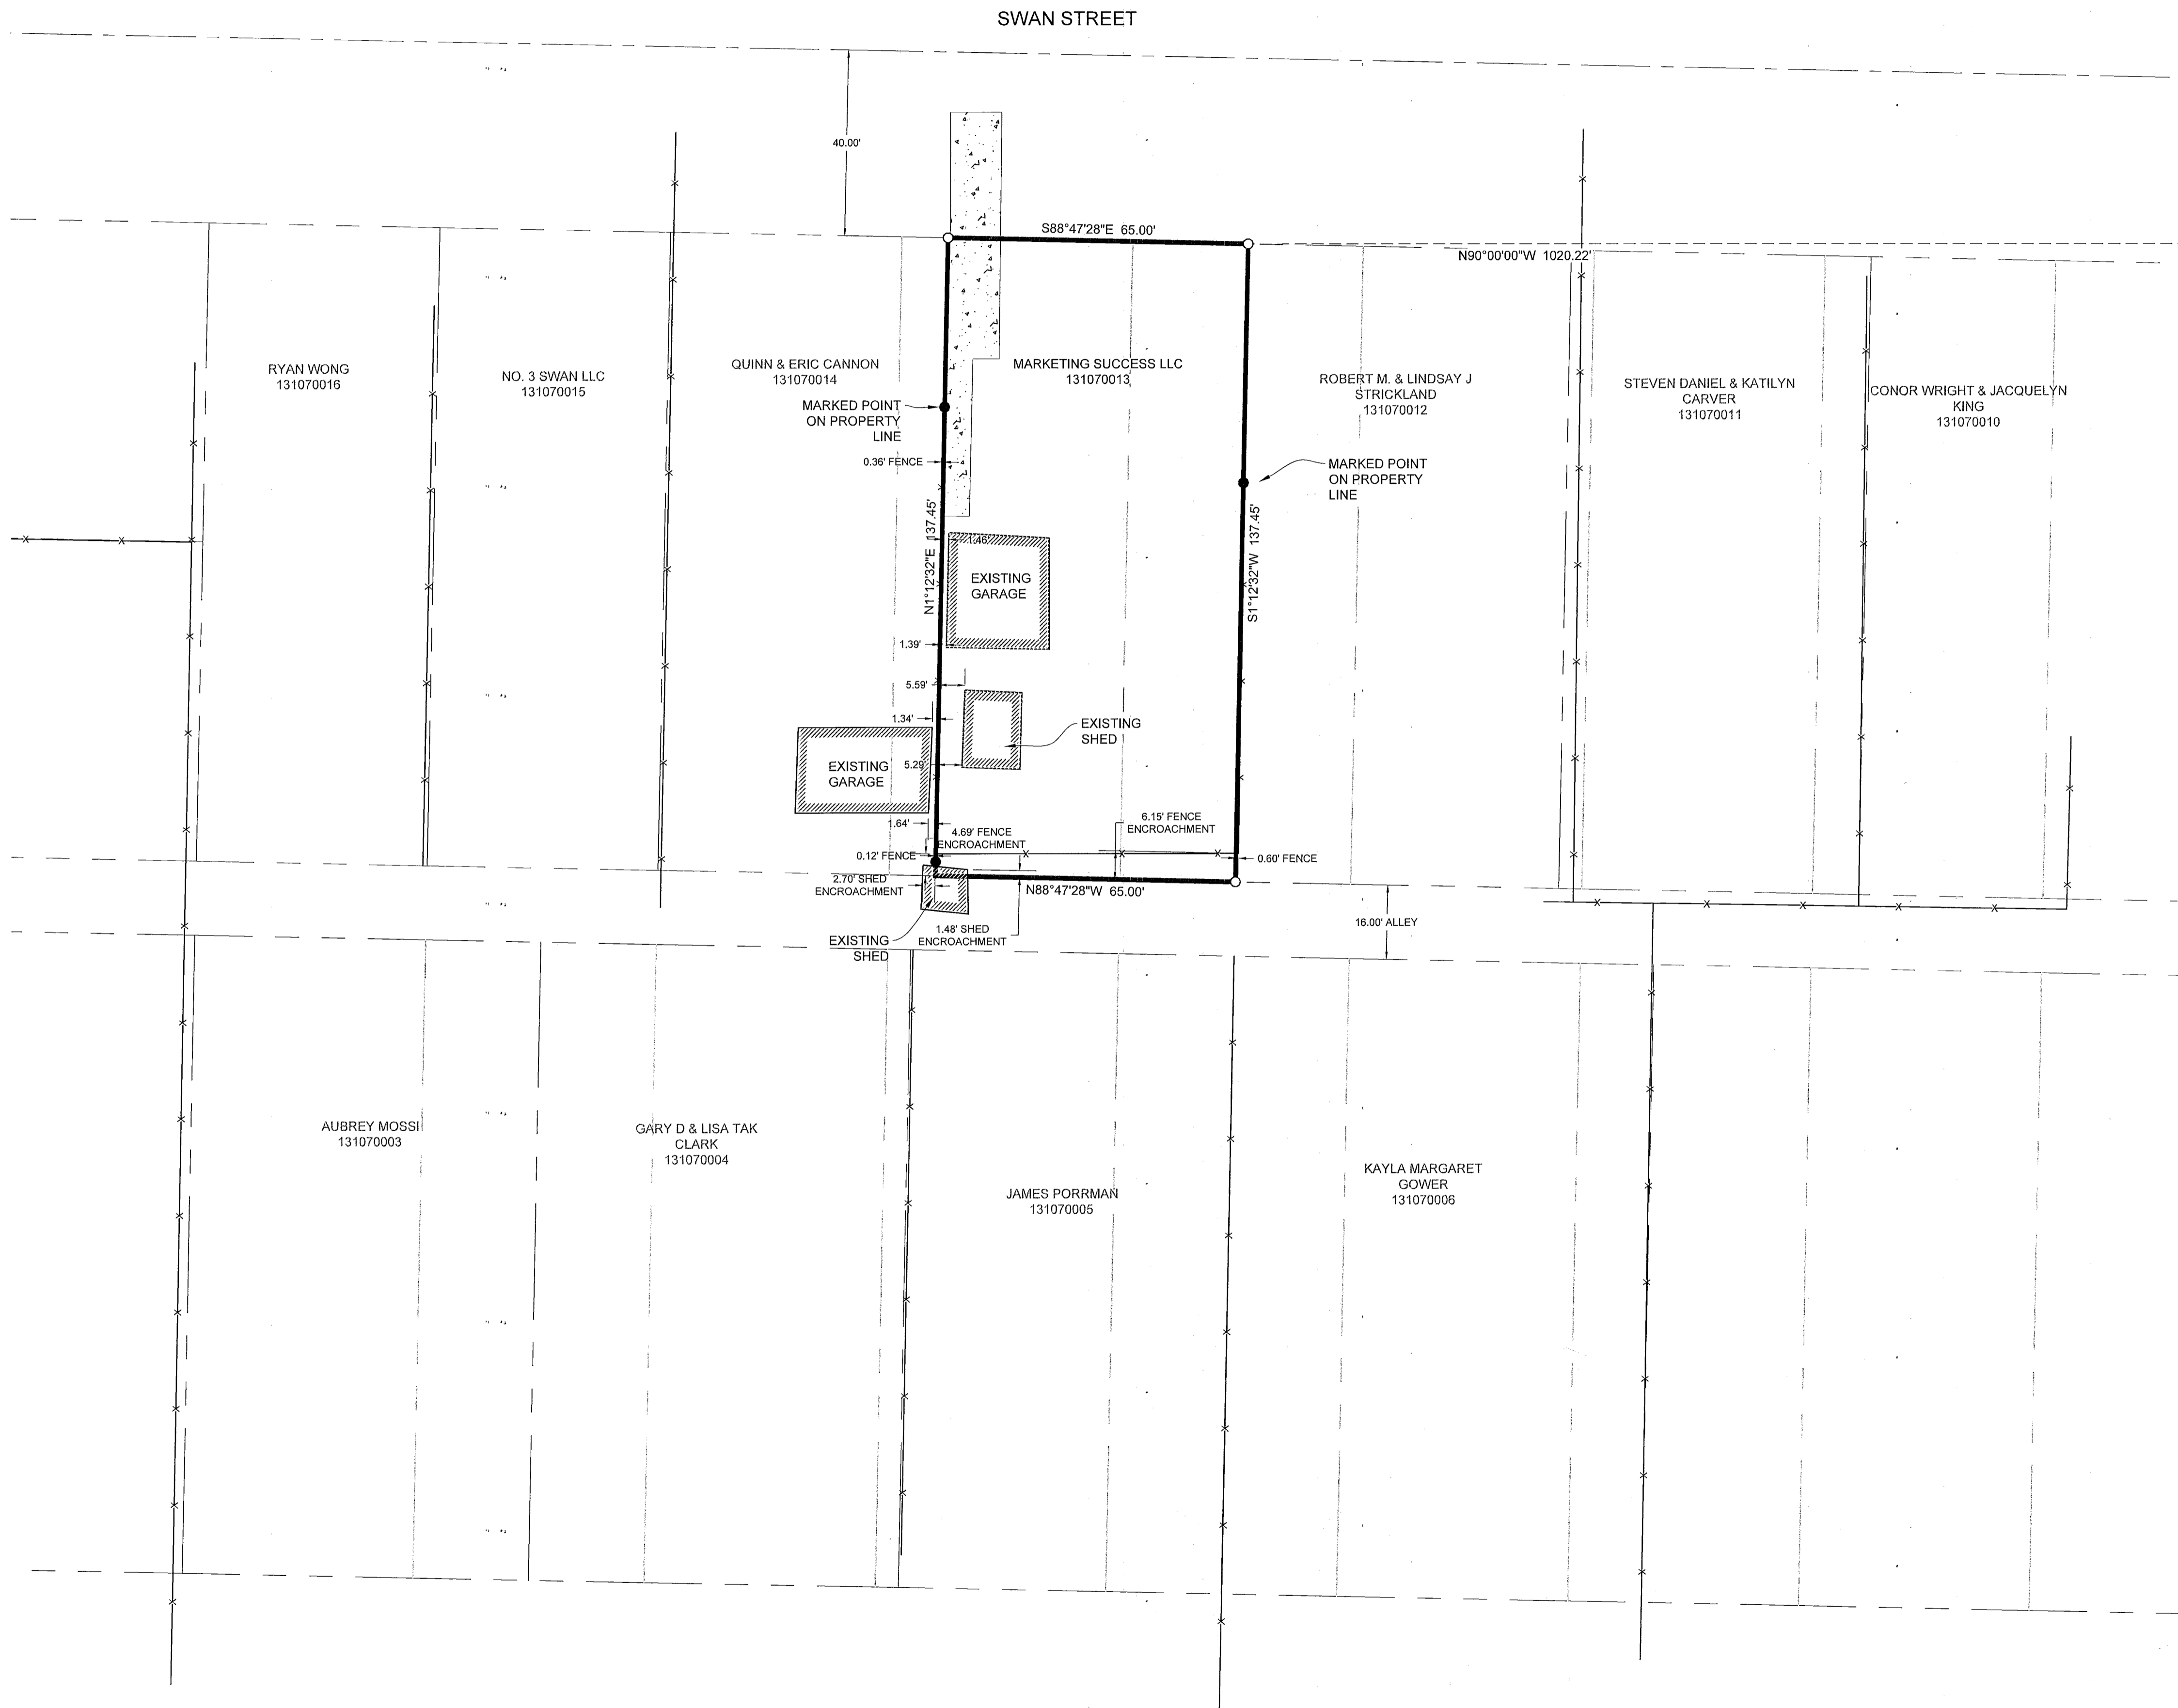 SWAN STREET
40.00'
S88°47'28"E 65.00'
N90°00'00"W 1020.22'
RYAN WONG
131070016
NO. 3 SWAN LLC
131070015
QUINN & ERIC CANNON
131070014
MARKETING SUCCESS LLC
131070013
ROBERT M. & LINDSAY J
STRICKLAND
131070012
STEVEN DANIEL & KATILYN
CARVER
131070011
CONOR WRIGHT & JACQUELYN
KING
131070010
MARKED POINT
ON PROPERTY
LINE
0.36' FENCE
MARKED POINT
ON PROPERTY
LINE
N1°12'32"E 137.45'
S1°12'32"W 137.45'
1.46'
EXISTING
GARAGE
1.39'
5.59'
1.34'
EXISTING
SHED
EXISTING
GARAGE
5.29'
1.64'
4.69' FENCE
ENCROACHMENT
6.15' FENCE
ENCROACHMENT
0.12' FENCE
0.60' FENCE
2.70' SHED
ENCROACHMENT
N88°47'28"W 65.00'
1.48' SHED
ENCROACHMENT
EXISTING
SHED
16.00' ALLEY
AUBREY MOSSI
131070003
GARY D & LISA TAK
CLARK
131070004
JAMES PORRMAN
131070005
KAYLA MARGARET
GOWER
131070006